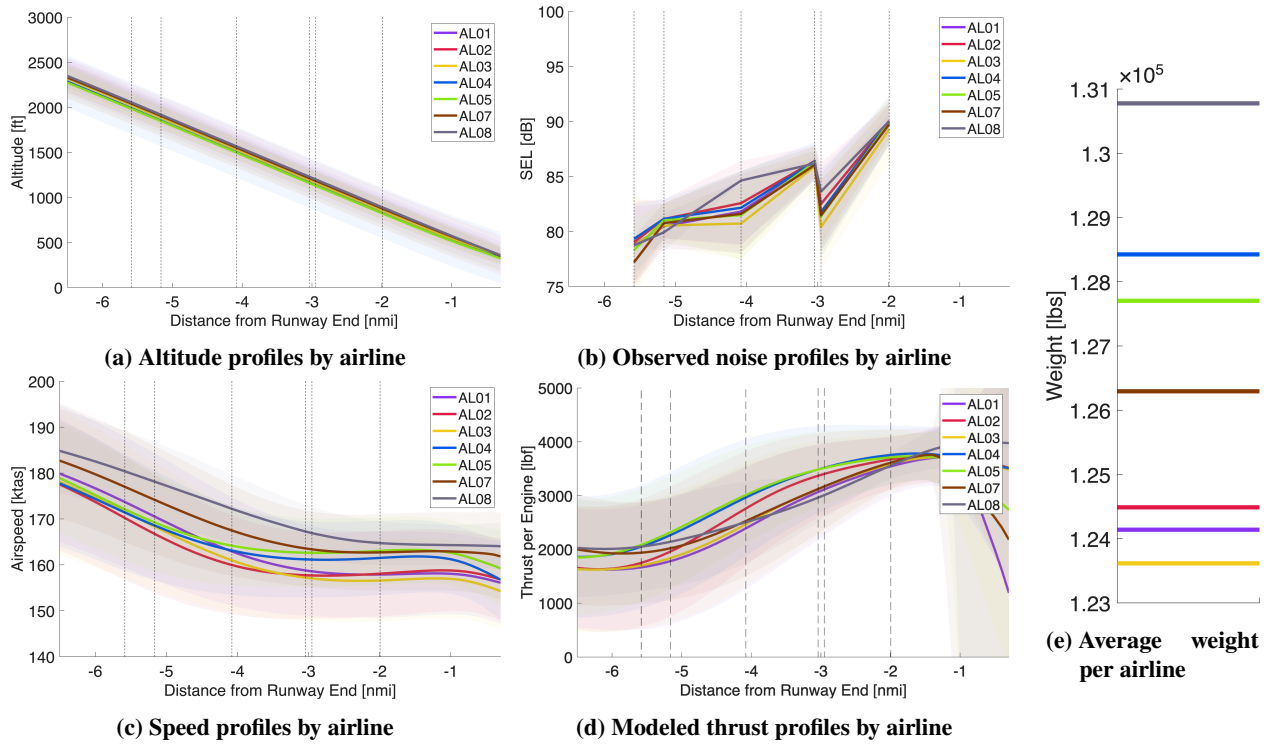 3000
2500
2000
1500
1000
500
0
Altitude [ft]
-6 -5 -4 -3 -2 -1
Distance from Runway End [nmi]
AL01
AL02
AL03
AL04
AL05
AL07
AL08
(a) Altitude profiles by airline
100
95
90
85
80
75
SEL [dB]
-6 -5 -4 -3 -2 -1
Distance from Runway End [nmi]
AL01
AL02
AL03
AL04
AL05
AL07
AL08
(b) Observed noise profiles by airline
200
190
180
170
160
150
140
Airspeed [ktas]
-6 -5 -4 -3 -2 -1
Distance from Runway End [nmi]
AL01
AL02
AL03
AL04
AL05
AL07
AL08
(c) Speed profiles by airline
5000
4000
3000
2000
1000
0
Thrust per Engine [lbf]
-6 -5 -4 -3 -2 -1
Distance from Runway End [nmi]
AL01
AL02
AL03
AL04
AL05
AL07
AL08
(d) Modeled thrust profiles by airline
×10⁵
1.31
1.3
1.29
1.28
1.27
1.26
1.25
1.24
1.23
Weight [lbs]
(e) Average weight
per airline